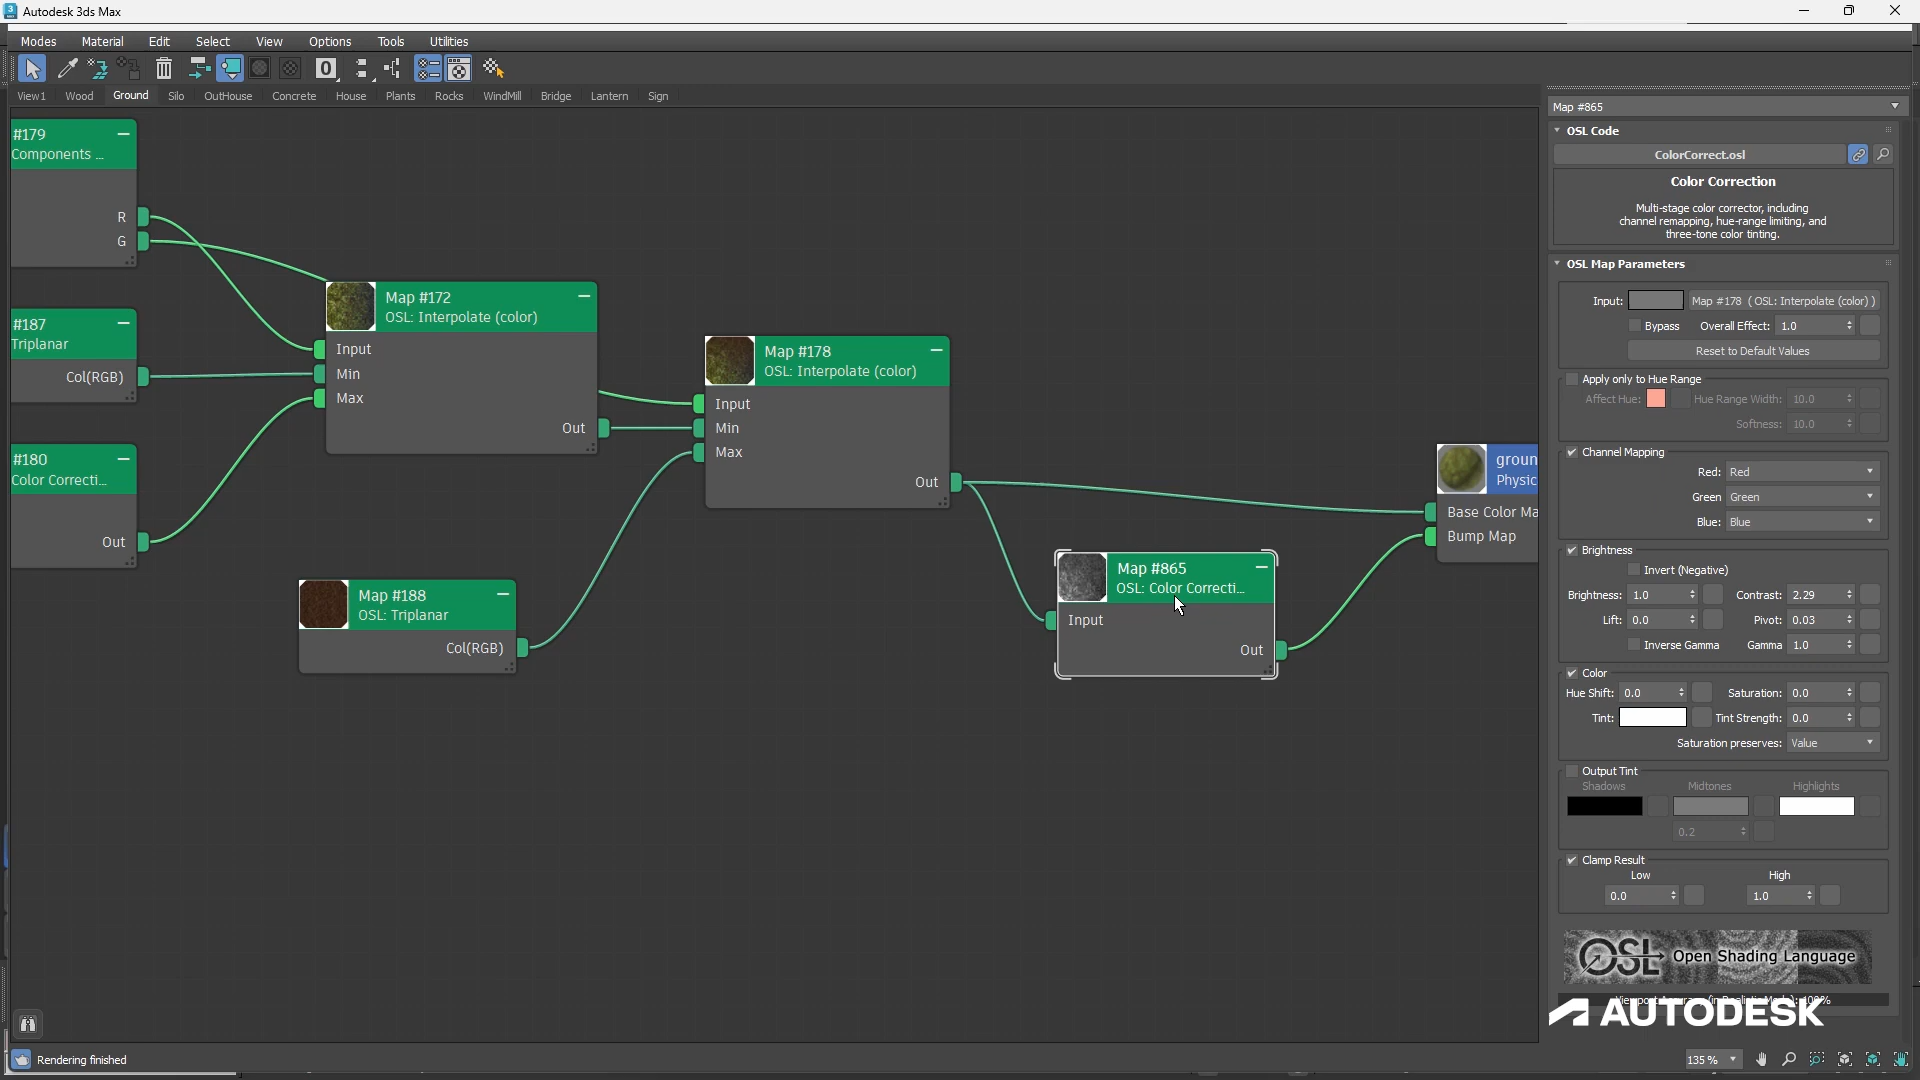 Autodesk 3ds Max
Modes Material Edit Select View Options Tools Utilities
View1 Wood Ground Silo OutHouse Concrete House Plants Rocks WindMill Bridge Lantern Sign
#179
Components ...
R
G
#187
Triplanar
Col(RGB)
#180
Color Correcti...
Out
Map #172
OSL: Interpolate (color)
Input
Min
Max
Out
Map #188
OSL: Triplanar
Col(RGB)
Map #178
OSL: Interpolate (color)
Input
Min
Max
Out
Map #865
OSL: Color Correcti...
Input
Out
groun
Physic
Base Color Ma
Bump Map
Map #865
OSL Code
ColorCorrect.osl
Color Correction
Multi-stage color corrector, including
channel remapping, hue-range limiting, and
three-tone color tinting.
OSL Map Parameters
Input: Map #178 ( OSL: Interpolate (color) )
Bypass Overall Effect: 1.0
Reset to Default Values
Apply only to Hue Range
Affect Hue: Hue Range Width: 10.0
Softness: 10.0
Channel Mapping
Red: Red
Green Green
Blue: Blue
Brightness
Invert (Negative)
Brightness: 1.0 Contrast: 2.29
Lift: 0.0 Pivot: 0.03
Inverse Gamma Gamma 1.0
Color
Hue Shift: 0.0 Saturation: 0.0
Tint: Tint Strength: 0.0
Saturation preserves: Value
Output Tint
Shadows Midtones Highlights
0.2
Clamp Result
Low High
0.0 1.0
OSL Open Shading Language
AUTODESK
Rendering finished
135 %